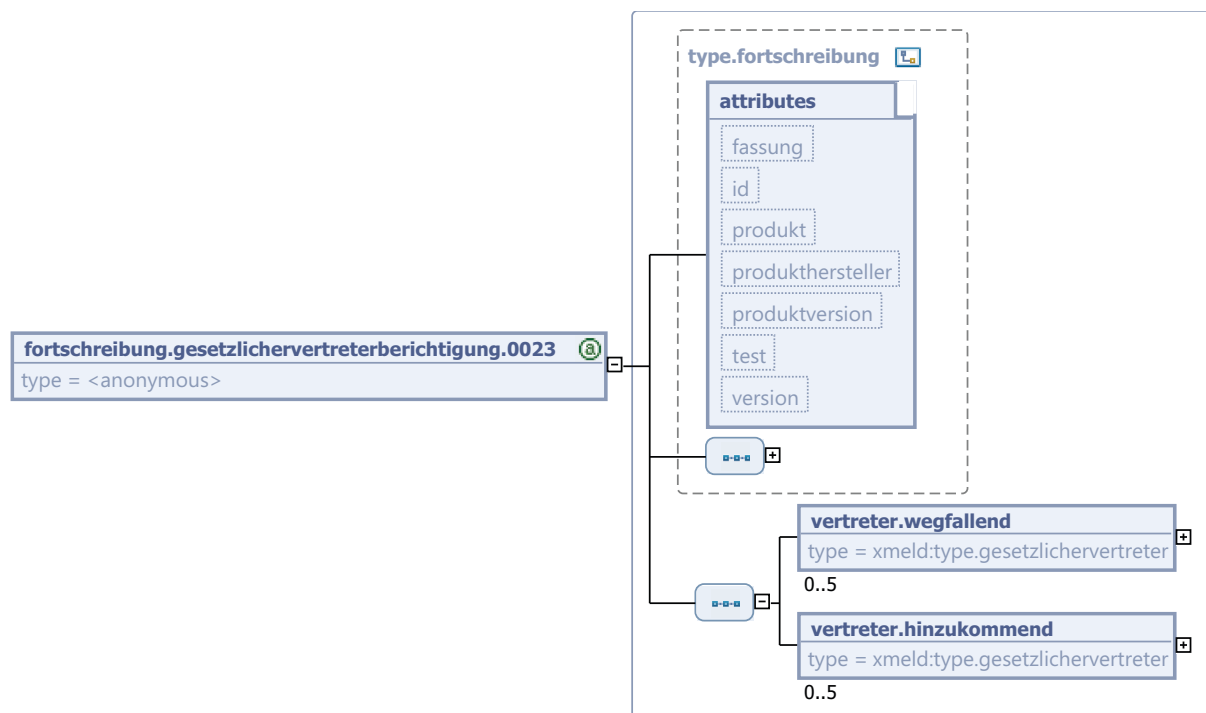 type.fortschreibung
attributes
fassung
id
produkt
produkthersteller
produktversion
test
version
fortschreibung.gesetzlichervertreterberichtigung.0023 a
type = <anonymous>
vertreter.wegfallend
type = xmeld:type.gesetzlichervertreter
0..5
vertreter.hinzukommend
type = xmeld:type.gesetzlichervertreter
0..5